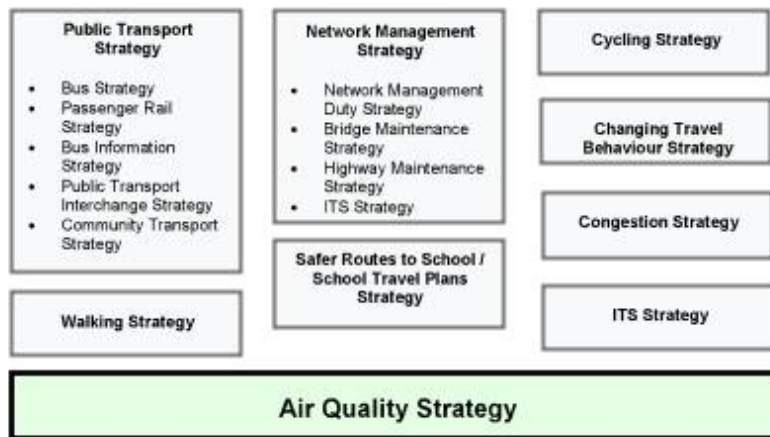 Public Transport
Strategy
• Bus Strategy
• Passenger Rail
Strategy
• Bus Information
Strategy
• Public Transport
Interchange Strategy
• Community Transport
Strategy
Walking Strategy
Network Management
Strategy
• Network Management
Duty Strategy
• Bridge Maintenance
Strategy
• Highway Maintenance
Strategy
• ITS Strategy
Safer Routes to School /
School Travel Plans
Strategy
Cycling Strategy
Changing Travel
Behaviour Strategy
Congestion Strategy
ITS Strategy
Air Quality Strategy